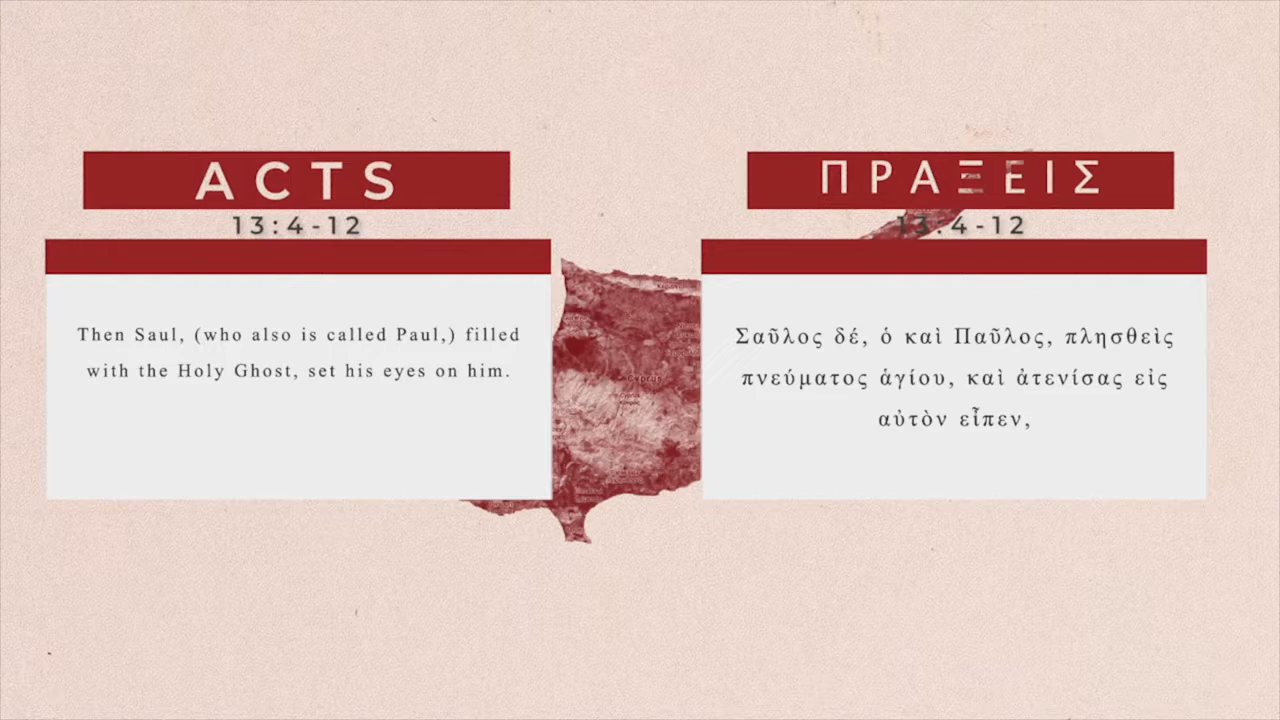 ACTS
13:4-12
Then Saul, (who also is called Paul,) filled
with the Holy Ghost, set his eyes on him.
ΠΡΑΞΕΙΣ
13:4-12
Σαῦλος δέ, ὁ καὶ Παῦλος, πλησθεὶς
πνεύματος ἁγίου, καὶ ἀτενίσας εἰς
αὐτὸν εἶπεν,
Cyprus